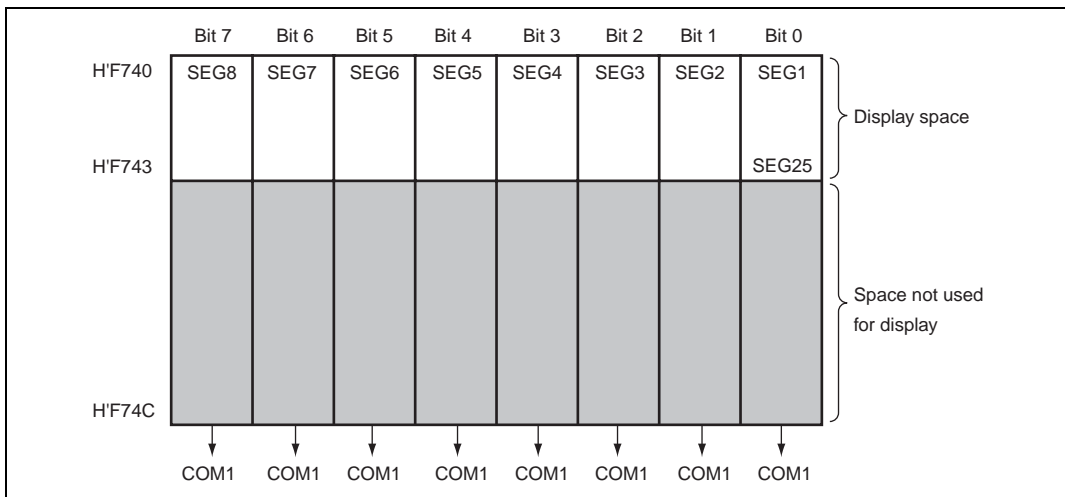 Bit 7 Bit 6 Bit 5 Bit 4 Bit 3 Bit 2 Bit 1 Bit 0
H'F740 SEG8 SEG7 SEG6 SEG5 SEG4 SEG3 SEG2 SEG1
Display space
H'F743 SEG25
Space not used
for display
H'F74C
COM1 COM1 COM1 COM1 COM1 COM1 COM1 COM1